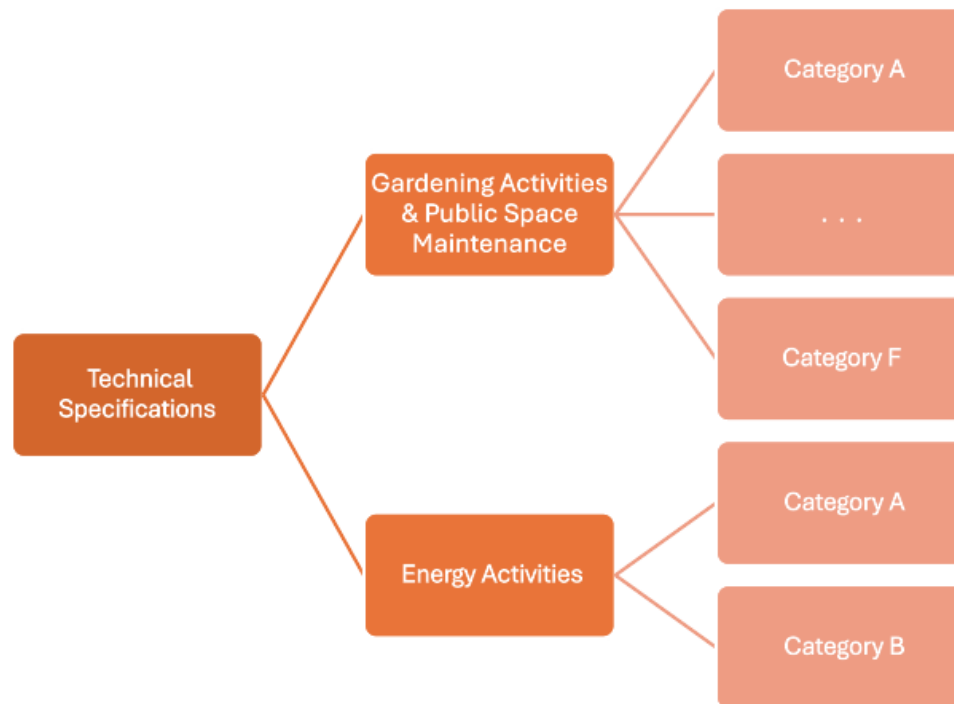 Technical
Specifications
Gardening Activities
& Public Space
Maintenance
Energy Activities
Category A
. . .
Category F
Category A
Category B